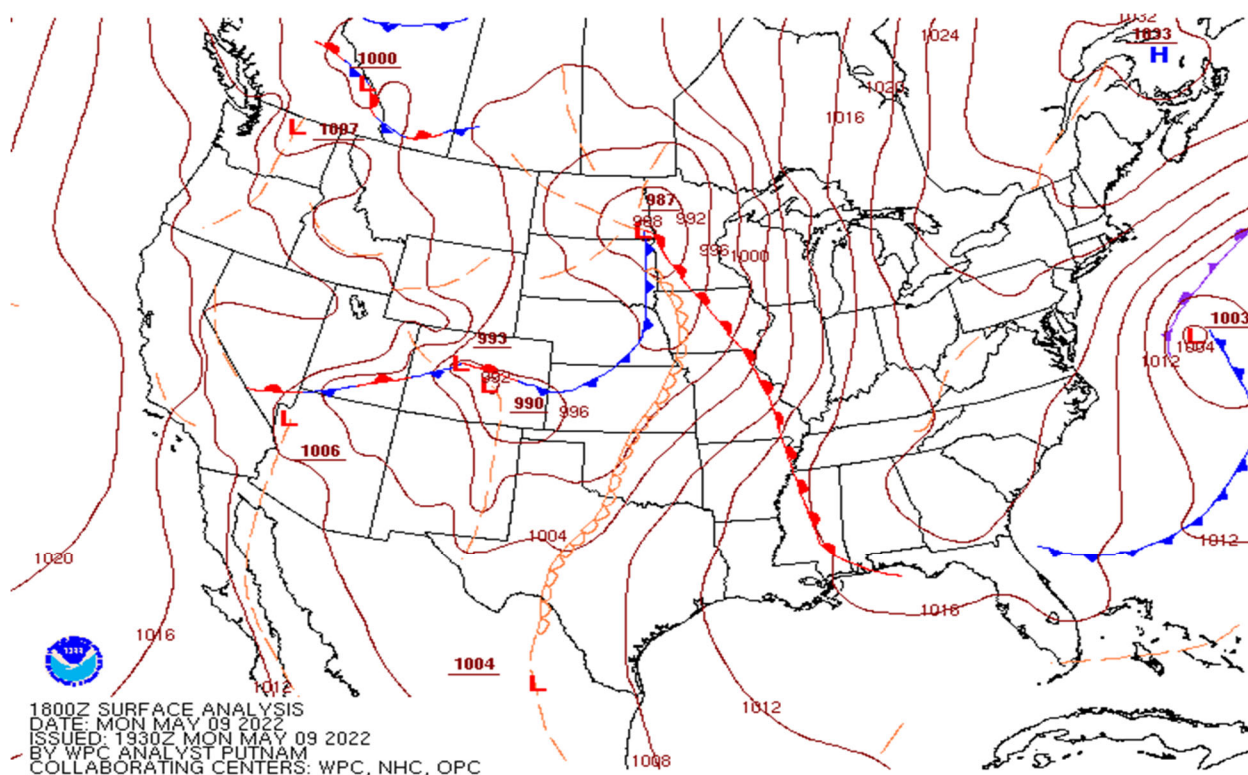 1032
1024
1033
H
1000
L
1020
1016
L
1007
987
988
992
L
996
1000
1003
L
1004
1012
993
L
992
L
990
996
L
1006
1004
1012
1020
1016
1016
1004
L
1012
1012
1008
1800Z SURFACE ANALYSIS
DATE: MON MAY 09 2022
ISSUED: 1930Z MON MAY 09 2022
BY WPC ANALYST PUTNAM
COLLABORATING CENTERS: WPC, NHC, OPC